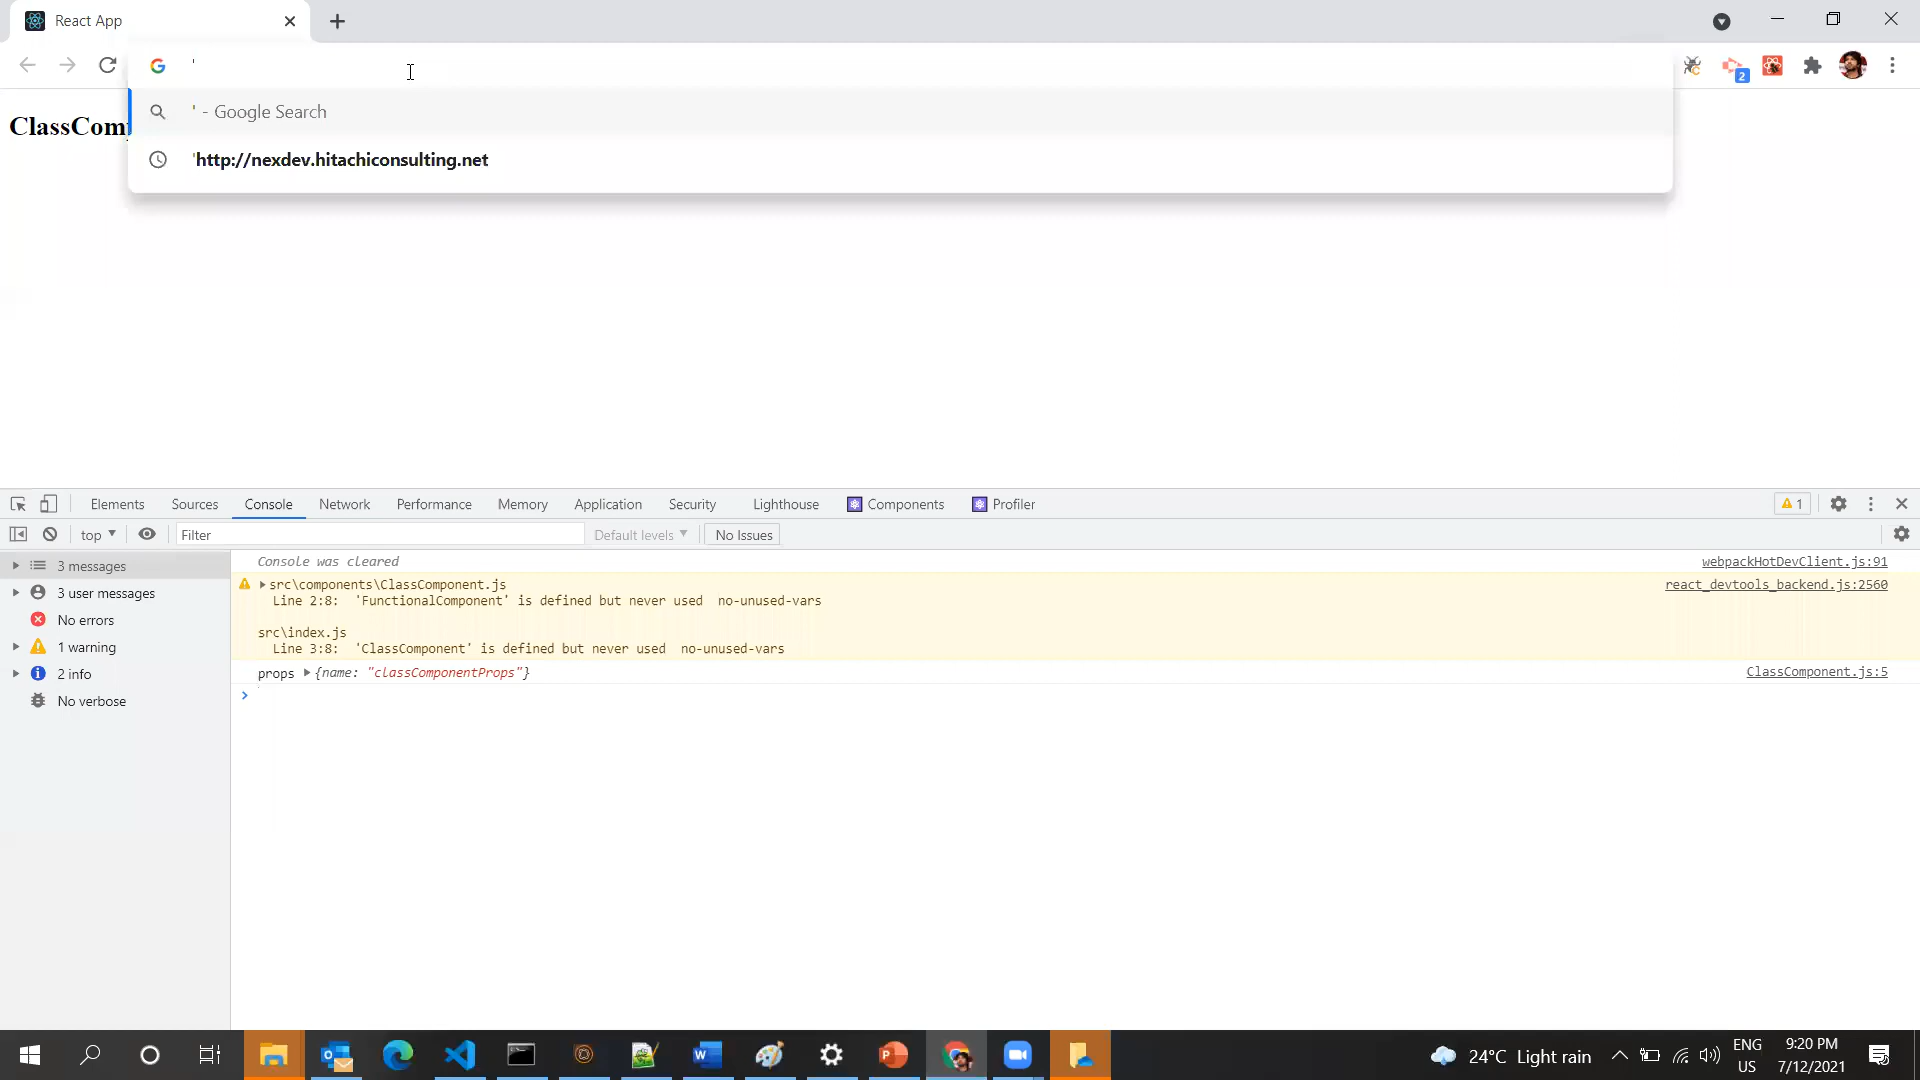 React App
'
' - Google Search
'http://nexdev.hitachiconsulting.net
2
ClassCom
Elements Sources Console Network Performance Memory Application Security Lighthouse Components Profiler 1
top Filter Default levels No Issues
3 messages
3 user messages
No errors
1 warning
2 info
No verbose
Console was cleared webpackHotDevClient.js:91
src\components\ClassComponent.js react_devtools_backend.js:2560
Line 2:8: 'FunctionalComponent' is defined but never used no-unused-vars
src\index.js
Line 3:8: 'ClassComponent' is defined but never used no-unused-vars
props {name: "classComponentProps"} ClassComponent.js:5
24°C Light rain
ENG
US
9:20 PM
7/12/2021